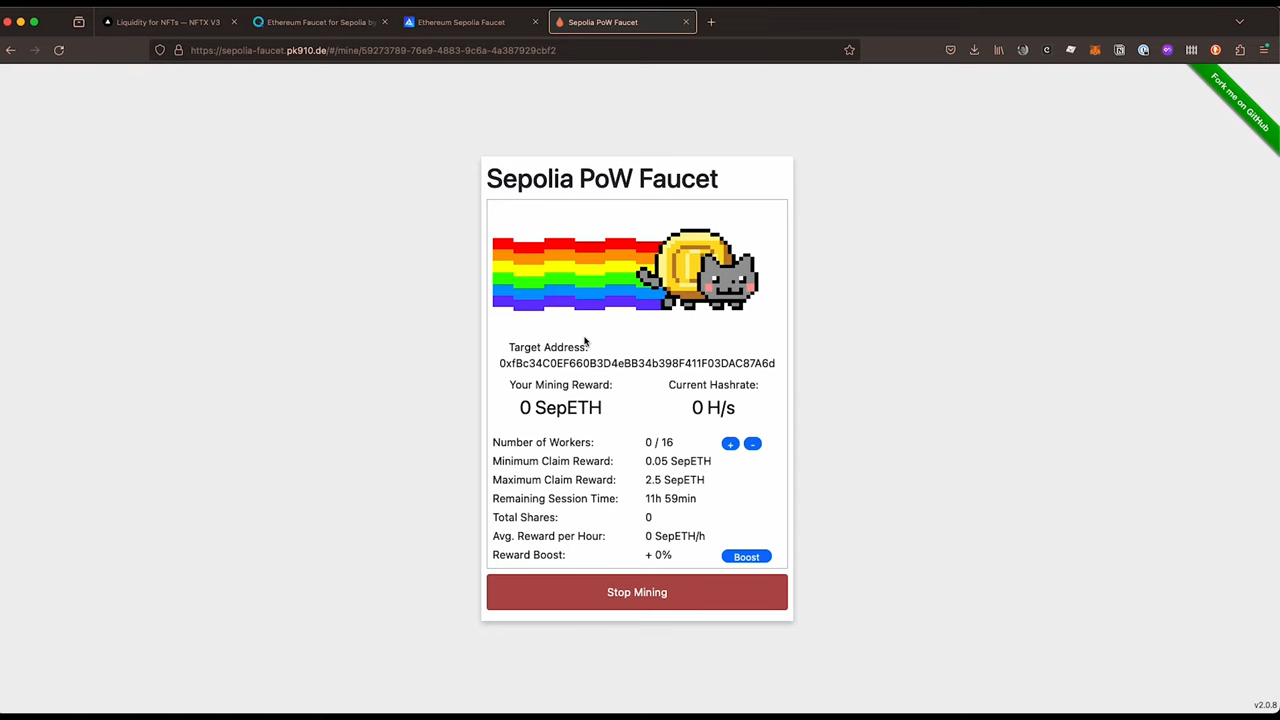 Liquidity for NFTs — NFTX V3
Ethereum Faucet for Sepolia by
Ethereum Sepolia Faucet
Sepolia PoW Faucet
https://sepolia-faucet.pk910.de/#/mine/59273789-76e9-4883-9c6a-4a387929cbf2
Fork me on GitHub
Sepolia PoW Faucet
Target Address:
0xfBc34C0EF660B3D4eBB34b398F411F03DAC87A6d
Your Mining Reward: Current Hashrate:
0 SepETH 0 H/s
Number of Workers: 0 / 16 + -
Minimum Claim Reward: 0.05 SepETH
Maximum Claim Reward: 2.5 SepETH
Remaining Session Time: 11h 59min
Total Shares: 0
Avg. Reward per Hour: 0 SepETH/h
Reward Boost: + 0% Boost
Stop Mining
v2.0.8